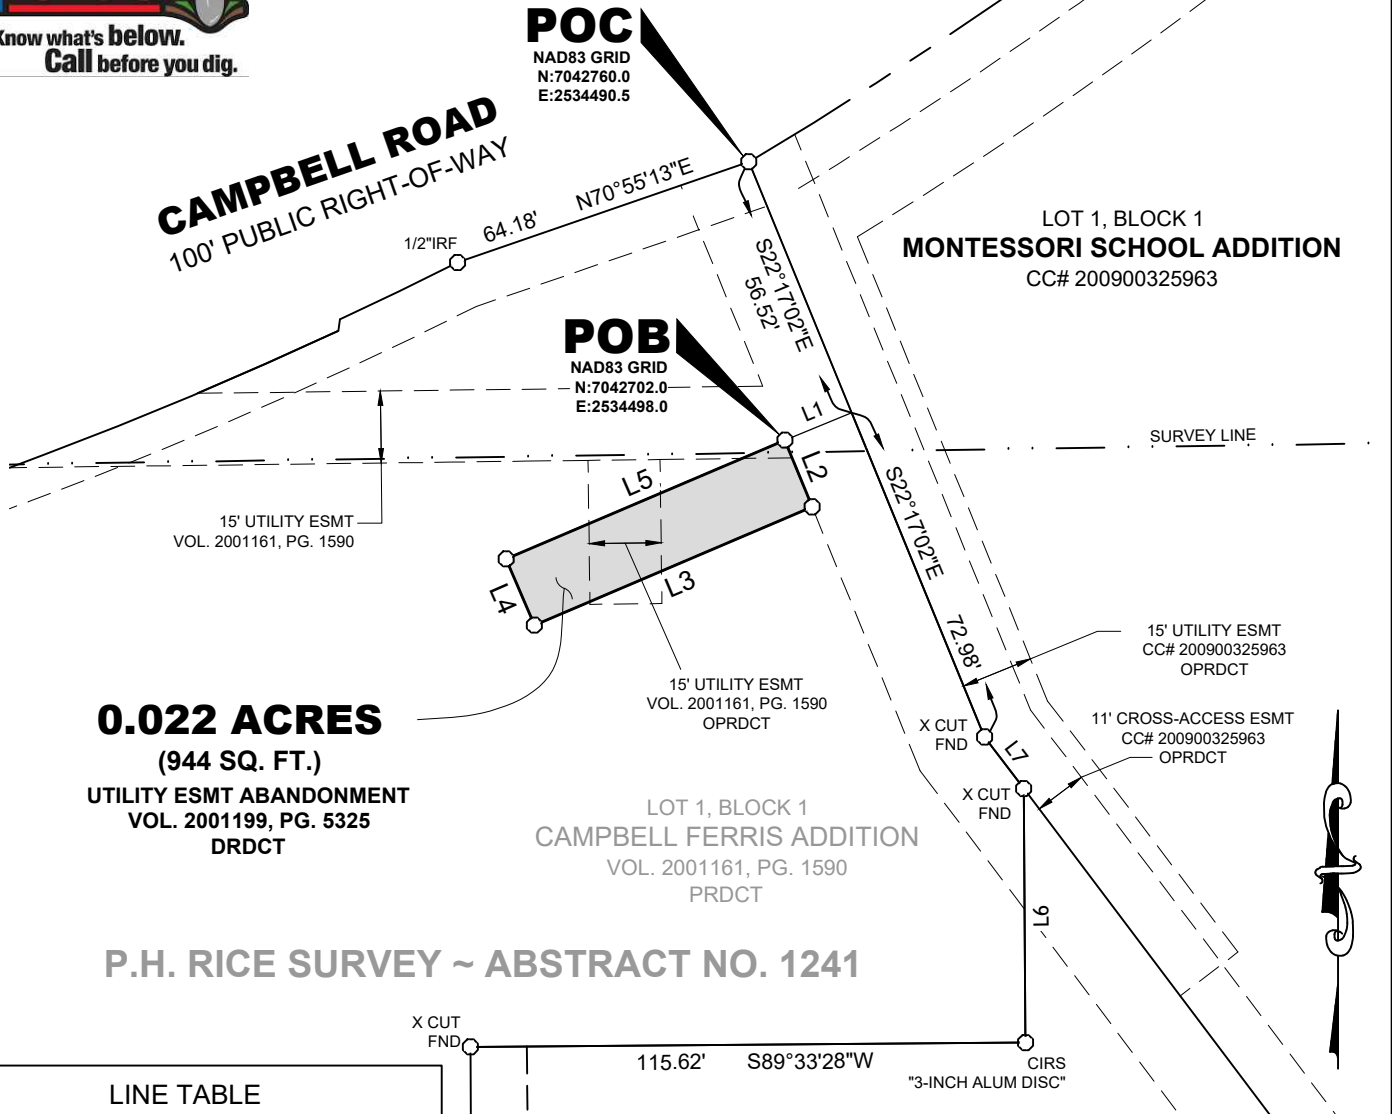 Know what's below.
Call before you dig.
POC
NAD83 GRID
N:7042760.0
E:2534490.5
CAMPBELL ROAD
100' PUBLIC RIGHT-OF-WAY
1/2"IRF
64.18'
N70°55'13"E
S22°17'02"E
56.52'
LOT 1, BLOCK 1
MONTESSORI SCHOOL ADDITION
CC# 200900325963
POB
NAD83 GRID
N:7042702.0
E:2534498.0
L1
SURVEY LINE
L2
L5
S22°17'02"E
15' UTILITY ESMT
VOL. 2001161, PG. 1590
L4
L3
72.98'
15' UTILITY ESMT
CC# 200900325963
OPRDCT
15' UTILITY ESMT
VOL. 2001161, PG. 1590
OPRDCT
0.022 ACRES
(944 SQ. FT.)
UTILITY ESMT ABANDONMENT
VOL. 2001199, PG. 5325
DRDCT
X CUT
FND
L7
11' CROSS-ACCESS ESMT
CC# 200900325963
OPRDCT
X CUT
FND
LOT 1, BLOCK 1
CAMPBELL FERRIS ADDITION
VOL. 2001161, PG. 1590
PRDCT
L6
P.H. RICE SURVEY ~ ABSTRACT NO. 1241
X CUT
FND
115.62' S89°33'28"W
CIRS
"3-INCH ALUM DISC"
LINE TABLE